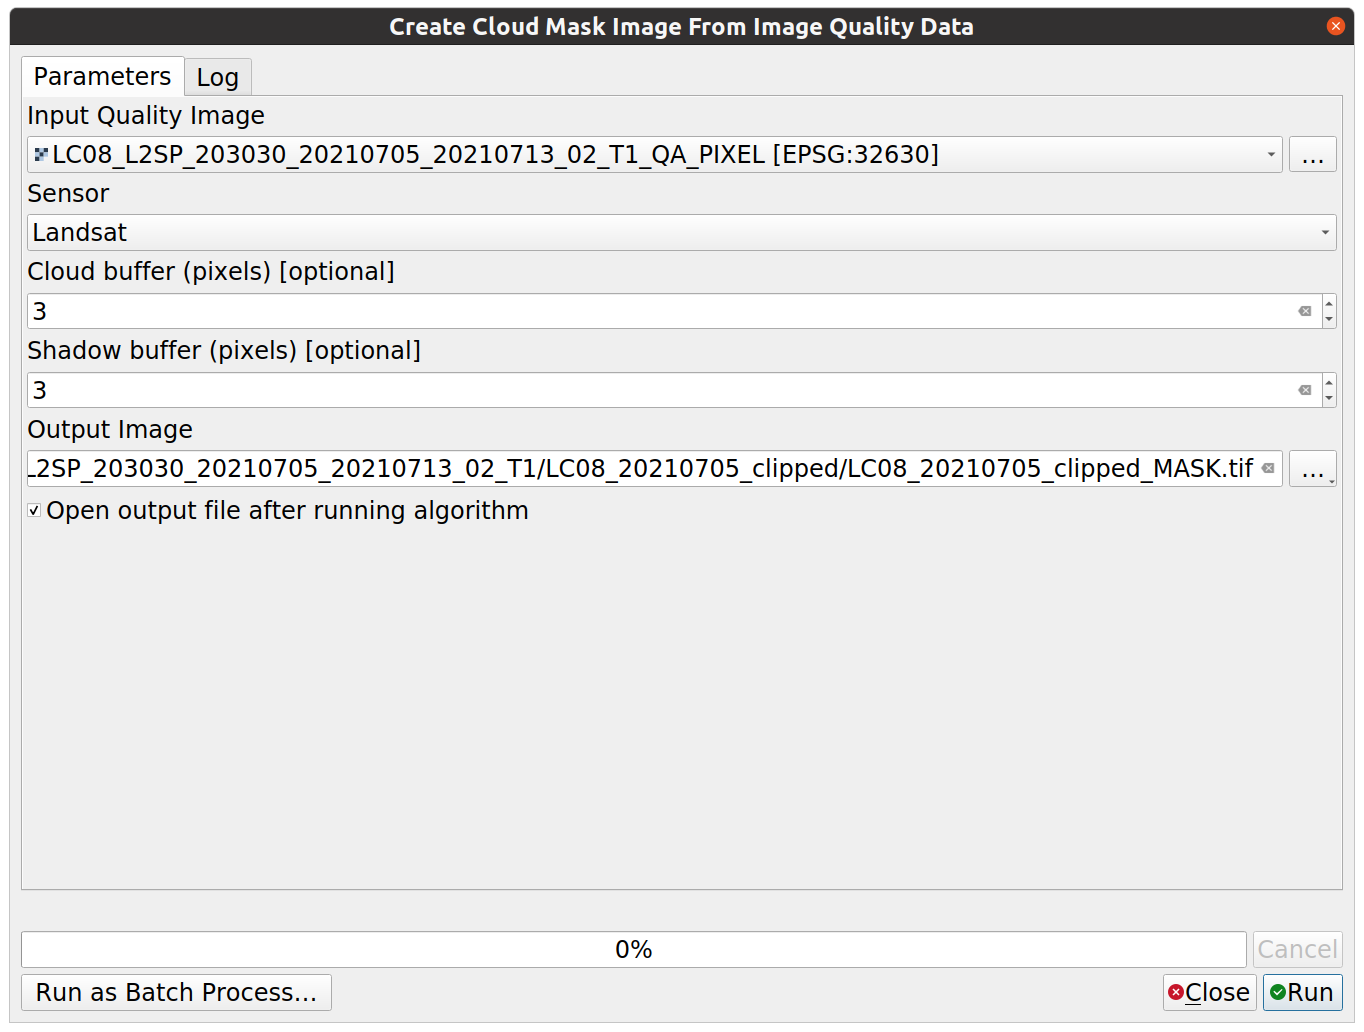 Create Cloud Mask Image From Image Quality Data
Parameters Log
Input Quality Image
LC08_L2SP_203030_20210705_20210713_02_T1_QA_PIXEL [EPSG:32630] ...
Sensor
Landsat
Cloud buffer (pixels) [optional]
3
Shadow buffer (pixels) [optional]
3
Output Image
L2SP_203030_20210705_20210713_02_T1/LC08_20210705_clipped/LC08_20210705_clipped_MASK.tif ...
Open output file after running algorithm
0% Cancel
Run as Batch Process... Close Run